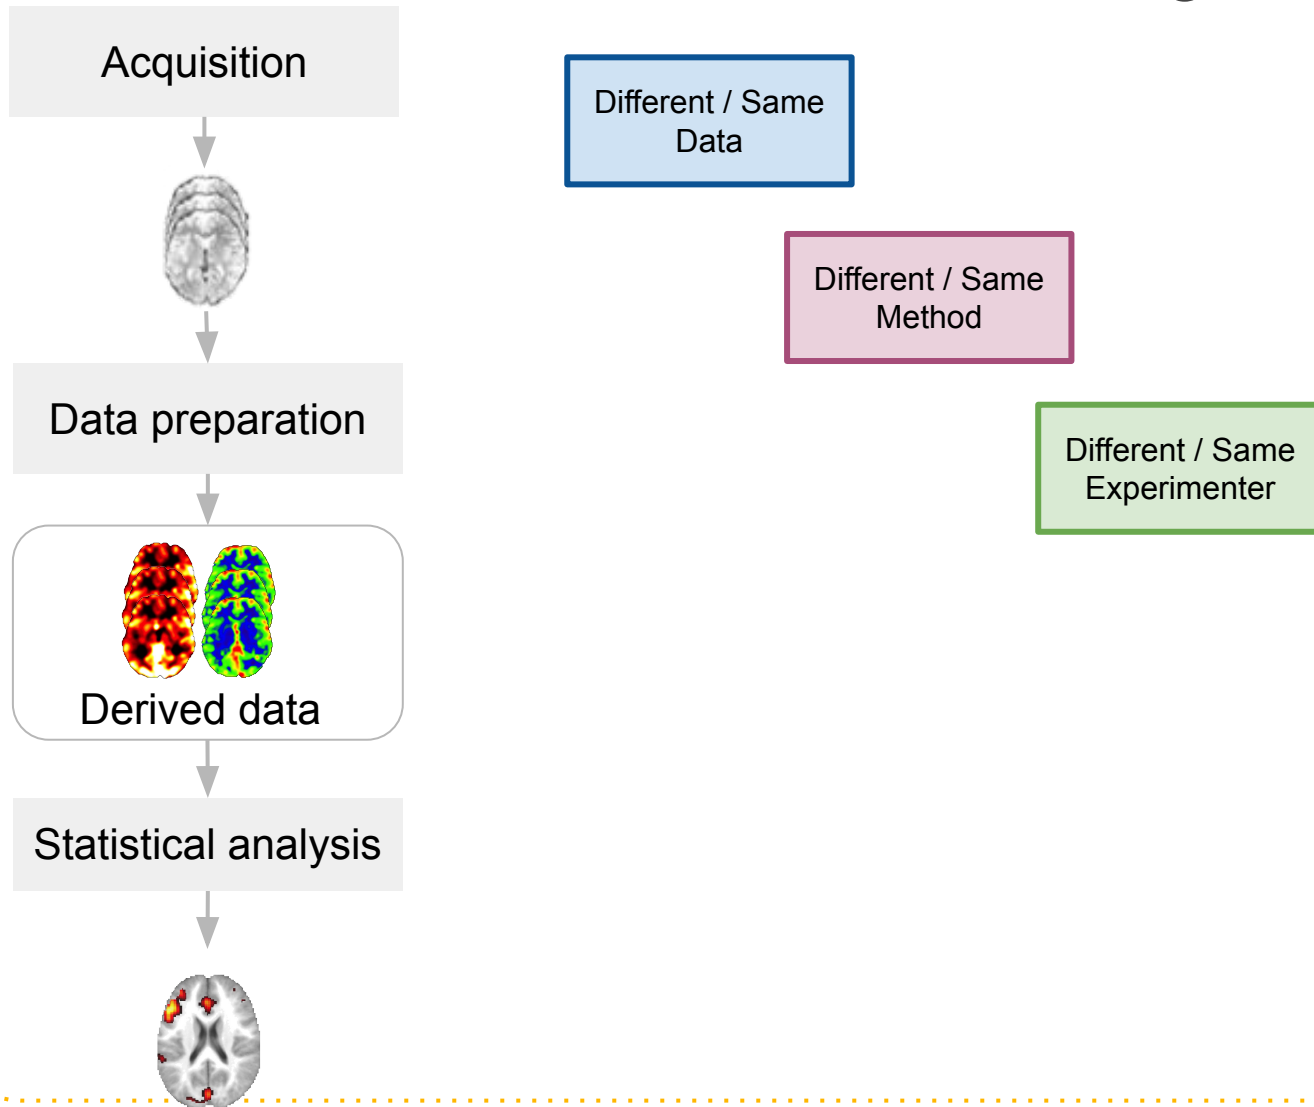 Acquisition
Different / Same
Data
Different / Same
Method
Data preparation
Different / Same
Experimenter
Derived data
Statistical analysis